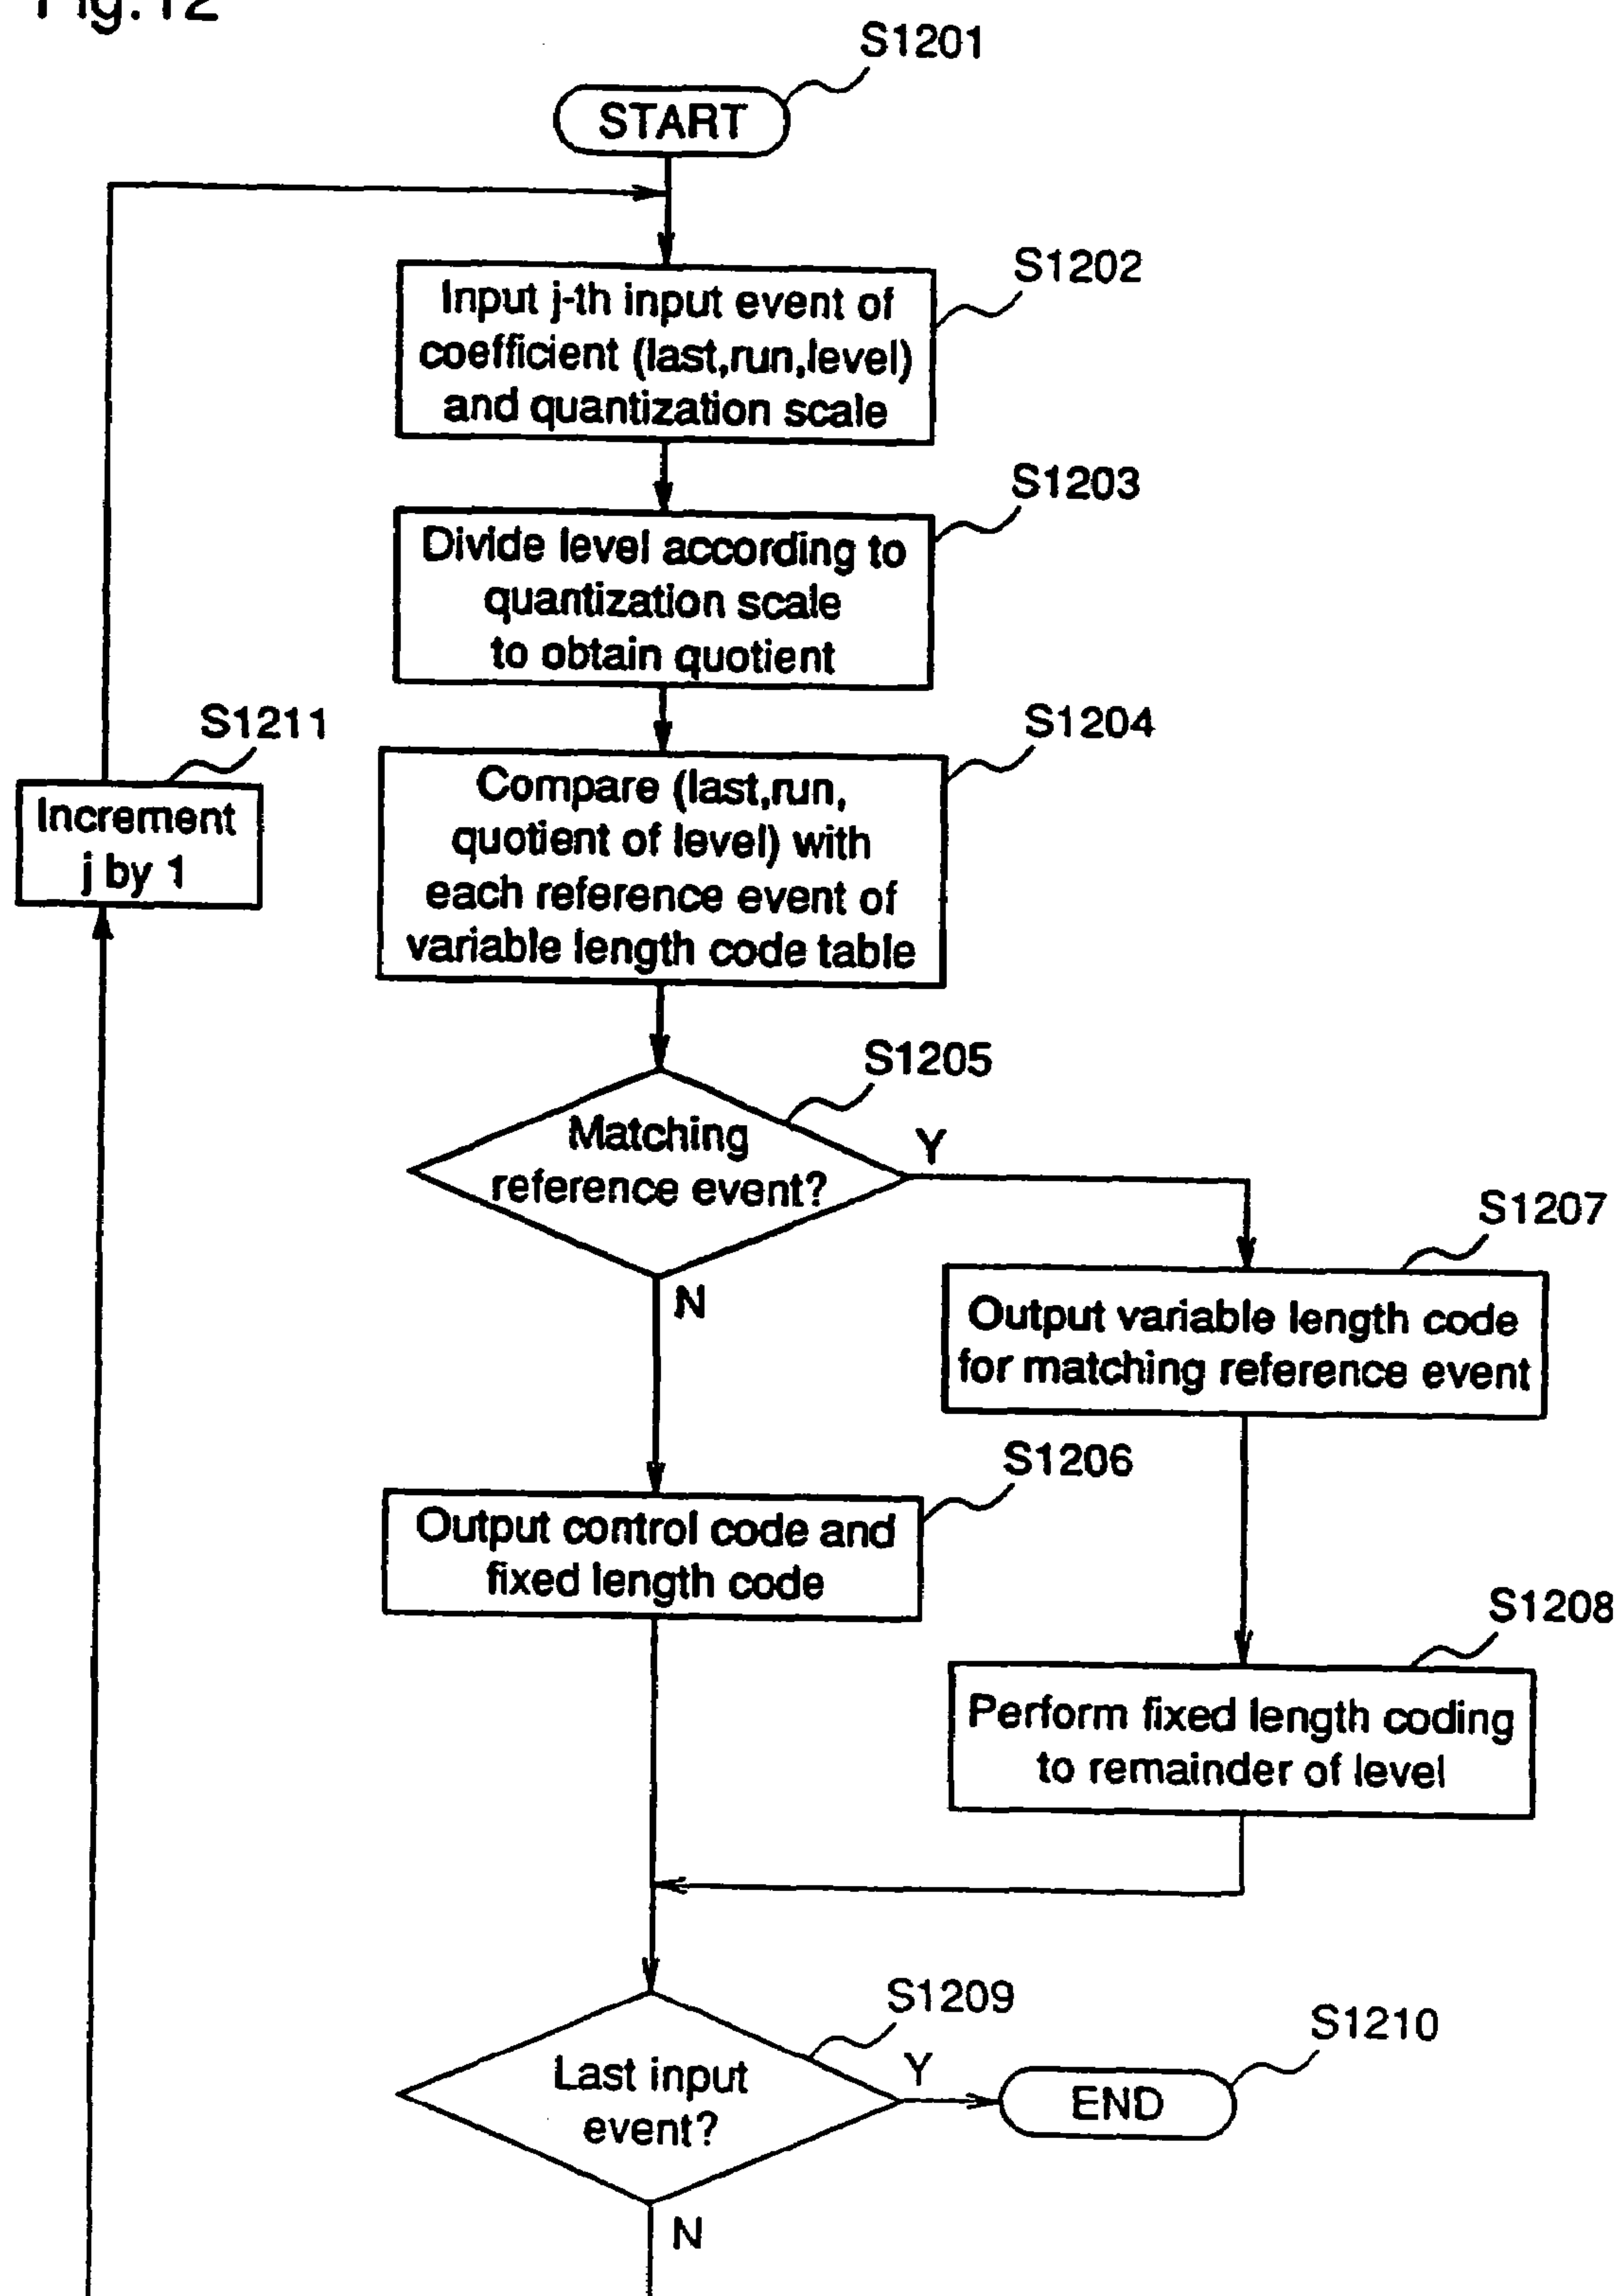 Fig.12
S1201
START
S1202
Input j-th input event of
coefficient (last,run,level)
and quantization scale
S1203
Divide level according to
quantization scale
to obtain quotient
S1211
Increment
j by 1
S1204
Compare (last,run,
quotient of level) with
each reference event of
variable length code table
S1205
Matching
reference event?
Y
N
S1207
Output variable length code
for matching reference event
S1206
Output control code and
fixed length code
S1208
Perform fixed length coding
to remainder of level
S1209
Last input
event?
Y
S1210
END
N